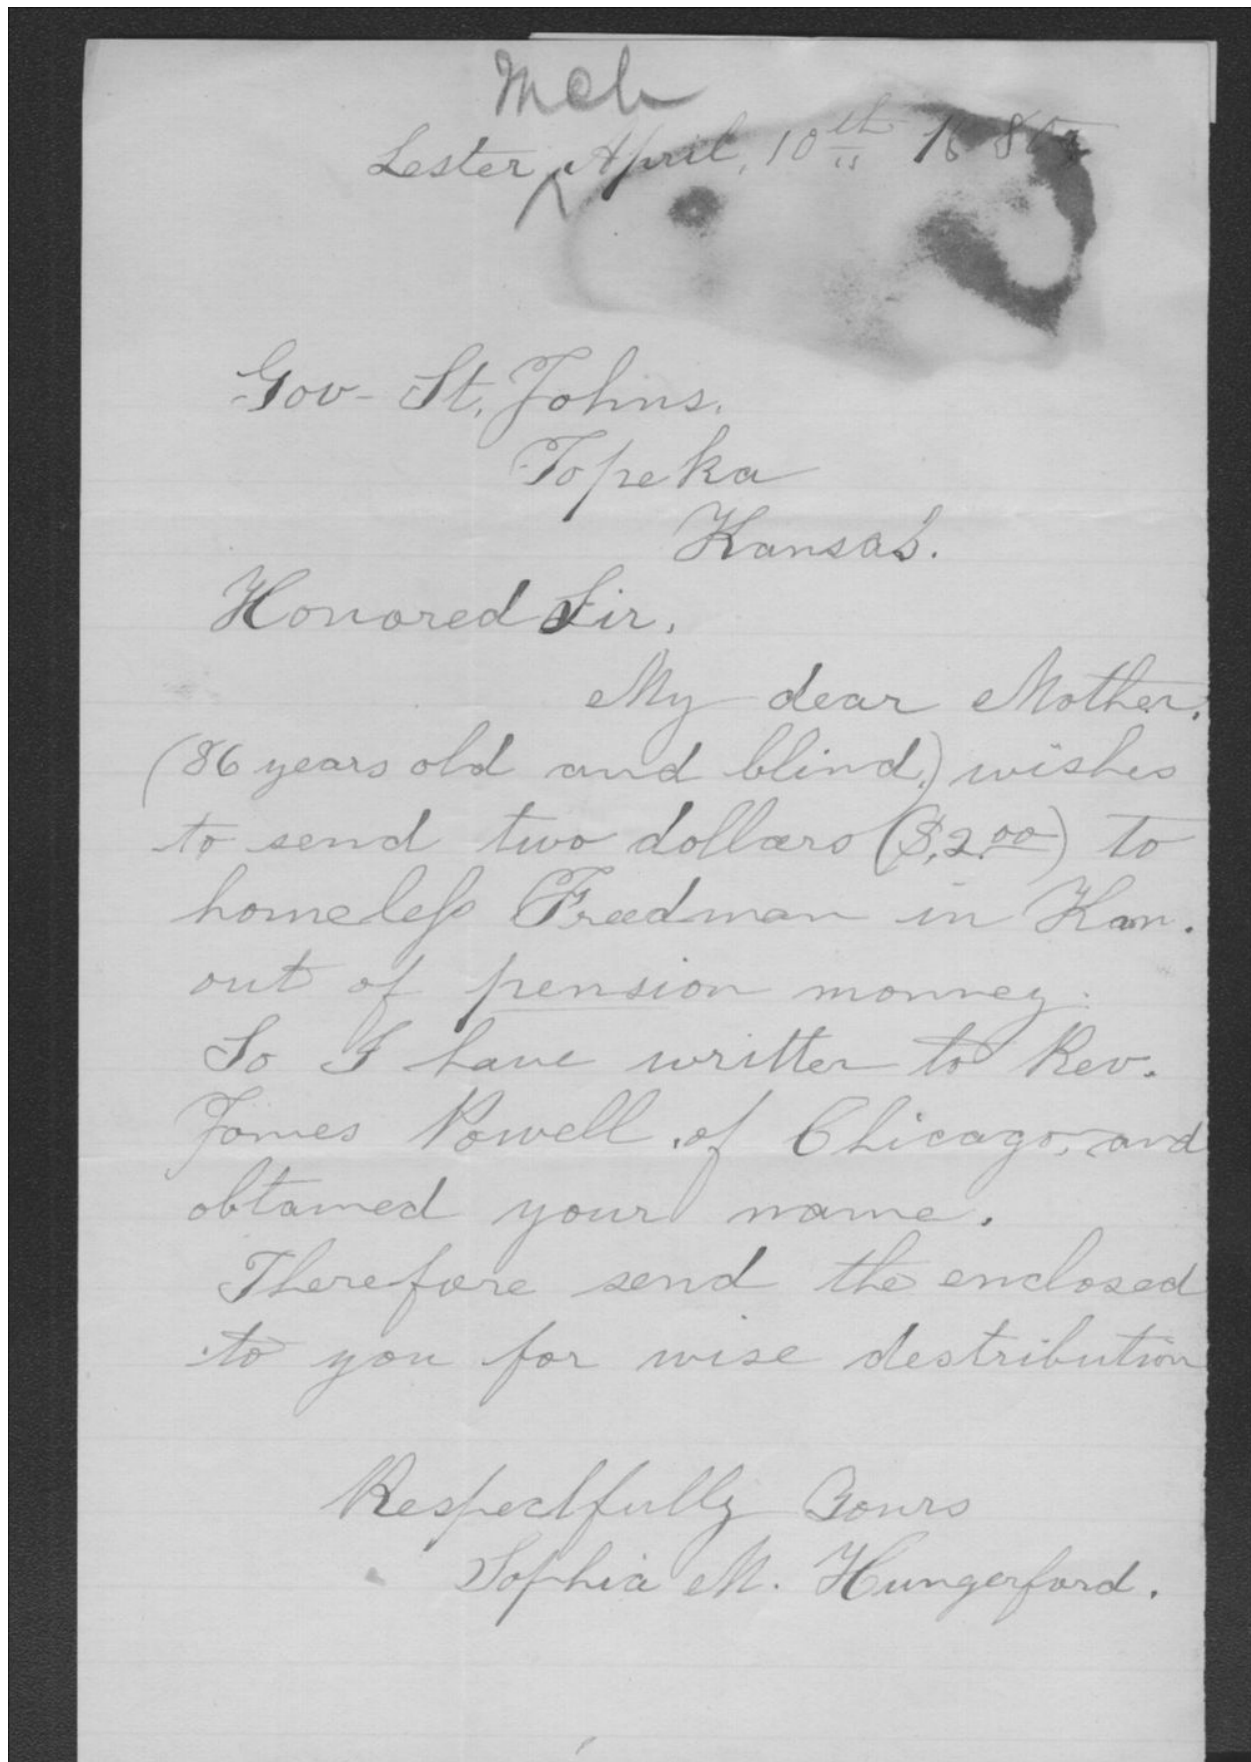 Mch
Lester, April, 10th 1880
Gov- St. Johns.
Topeka
Kansas.
Honored Sir,
My dear Mother,
(86 years old and blind,) wishes
to send two dollars ($2.00) to
homeless Freedman in Kan.
out of pension monney.
So I have written to Rev.
James Powell of Chicago, and
obtained your name.
Therefore send the enclosed
to you for wise destribution
Respectfully Yours
Sophia M. Hungerford.